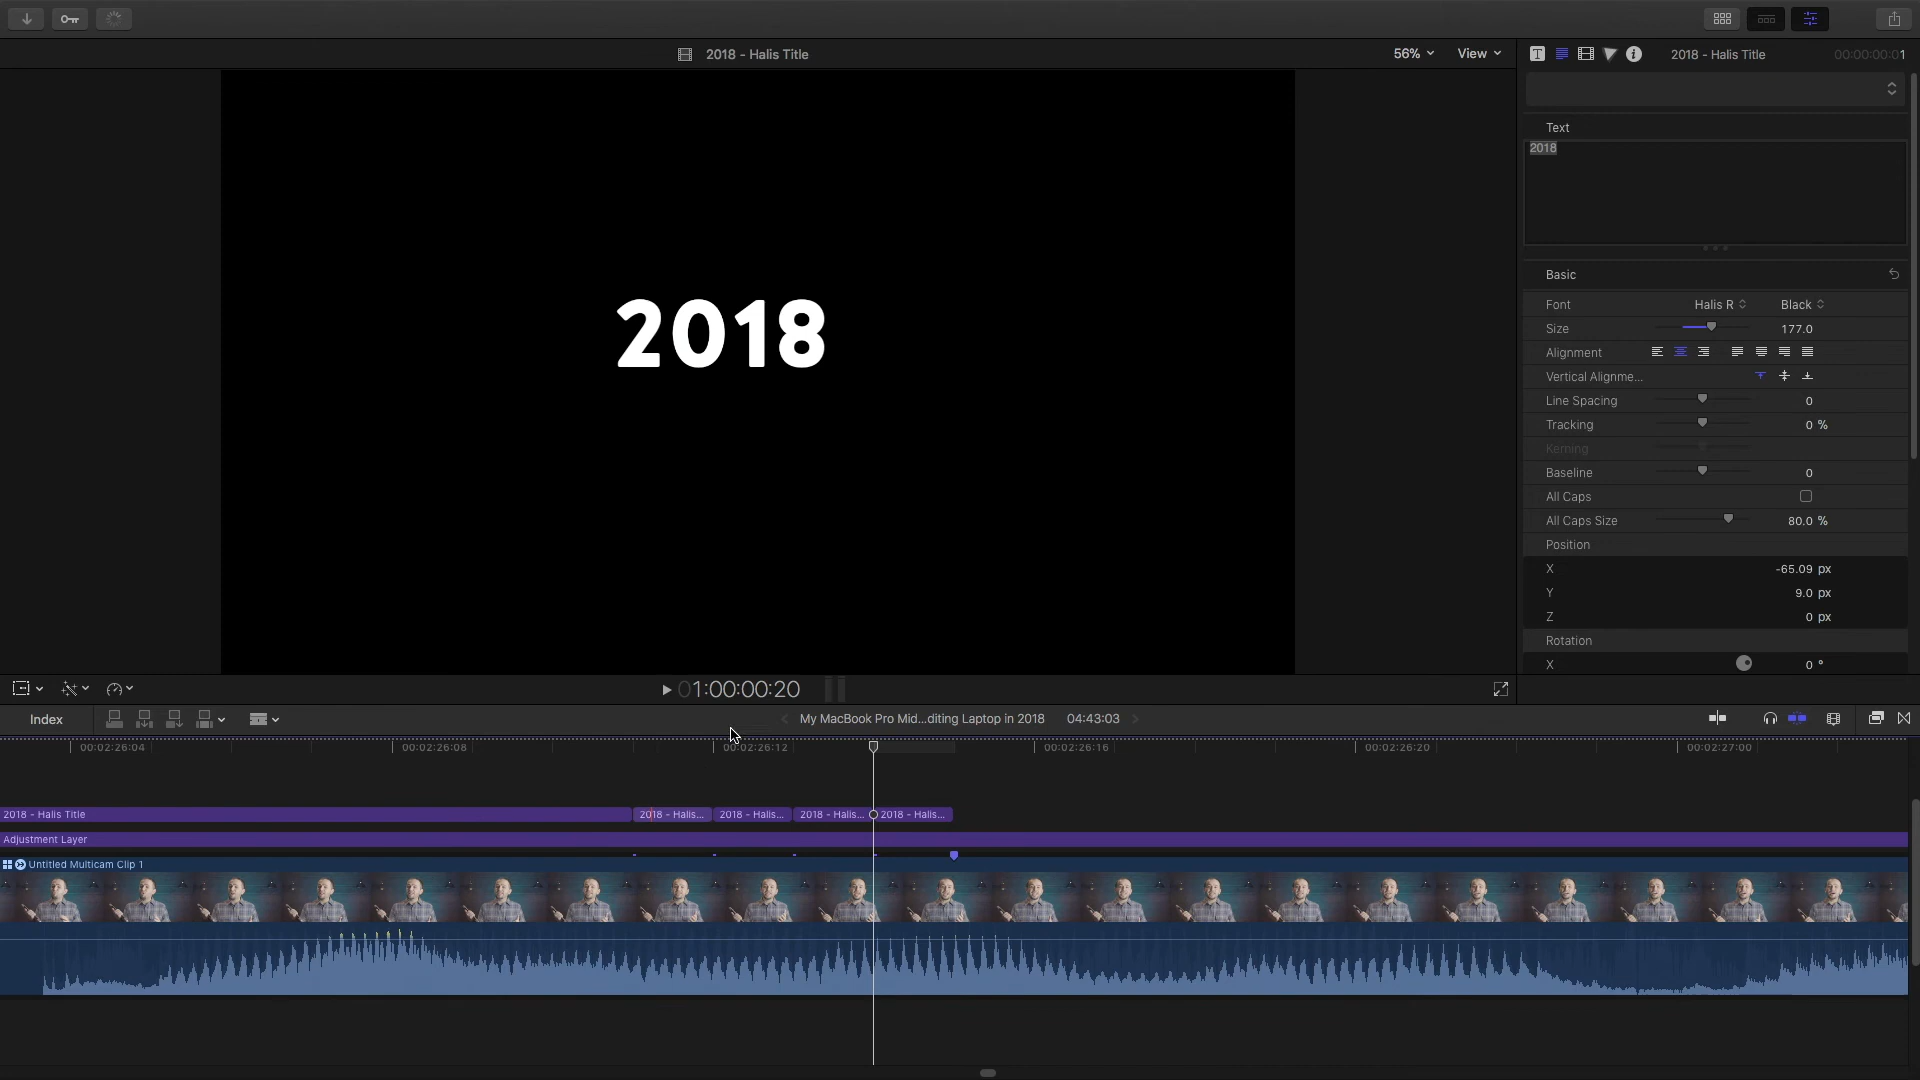 2018 - Halis Title
56%
View
2018 - Halis Title
00:00:00:01
Text
2018
2018
Basic
Font
Halis R
Black
Size
177.0
Alignment
Vertical Alignme...
Line Spacing
0
Tracking
0 %
Kerning
Baseline
0
All Caps
All Caps Size
80.0 %
Position
X
-65.09 px
Y
9.0 px
Z
0 px
Rotation
X
0 °
01:00:00:20
Index
My MacBook Pro Mid...diting Laptop in 2018
04:43:03
00:02:26:04
00:02:26:08
00:02:26:12
00:02:26:16
00:02:26:20
00:02:27:00
2018 - Halis Title
2018 - Halis...
2018 - Halis...
2018 - Halis...
2018 - Halis...
Adjustment Layer
Untitled Multicam Clip 1